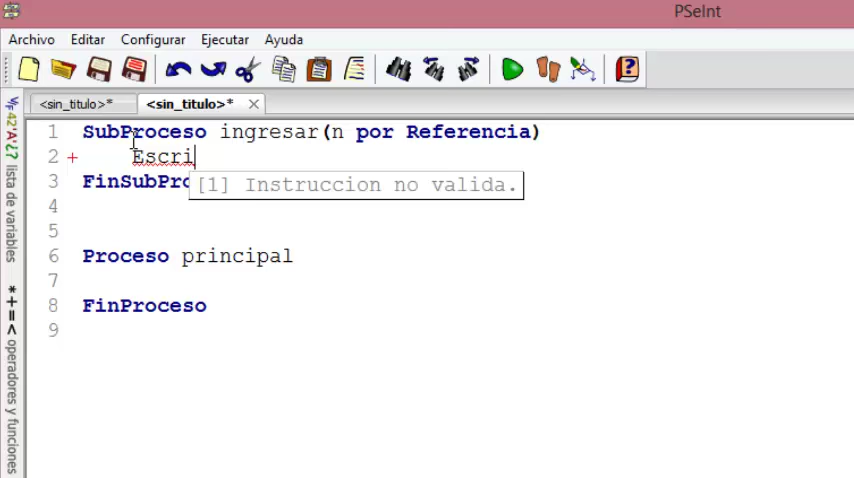 PSeInt
Archivo Editar Configurar Ejecutar Ayuda
<sin_titulo>* <sin_titulo>*
1 SubProceso ingresar(n por Referencia)
2 Escri
3 FinSubPro
[1] Instruccion no valida.
4
5
6 Proceso principal
7
8 FinProceso
9
42'A'¿? lista de variables
*+=< operadores y funciones